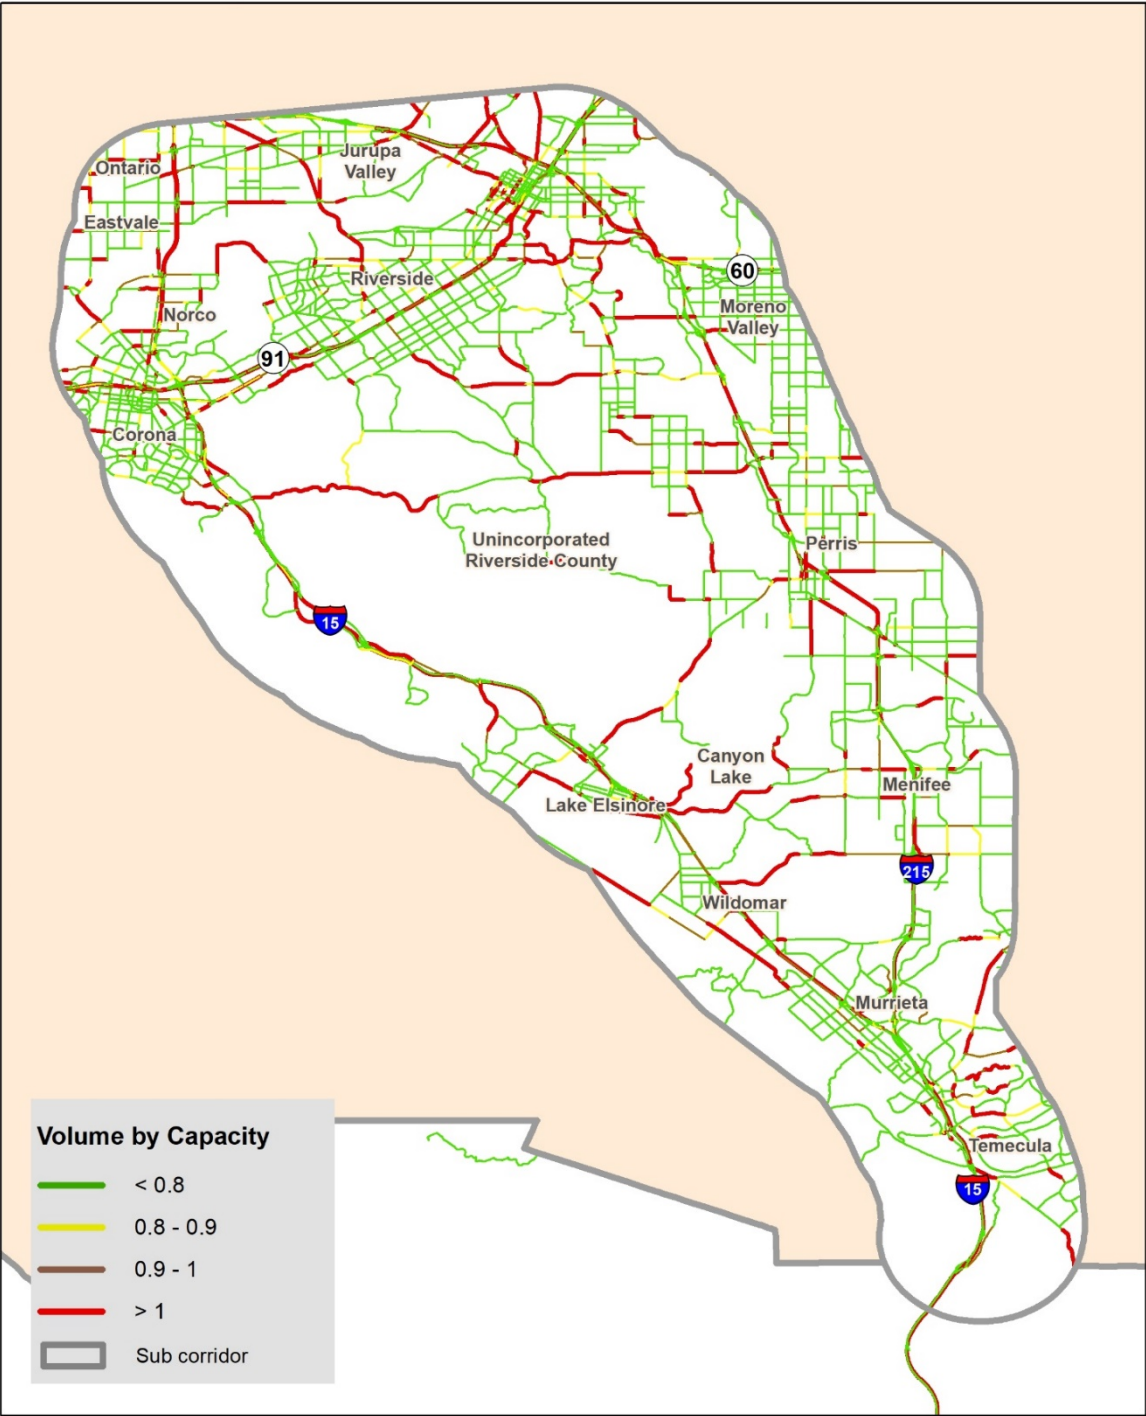 Jurupa
Valley
Ontario
Eastvale
60
Riverside
Moreno
Valley
Norco
91
Corona
Unincorporated
Riverside County
Perris
15
Canyon
Lake
Menifee
Lake Elsinore
215
Wildomar
Murrieta
Temecula
15
Volume by Capacity
< 0.8
0.8 - 0.9
0.9 - 1
> 1
Sub corridor